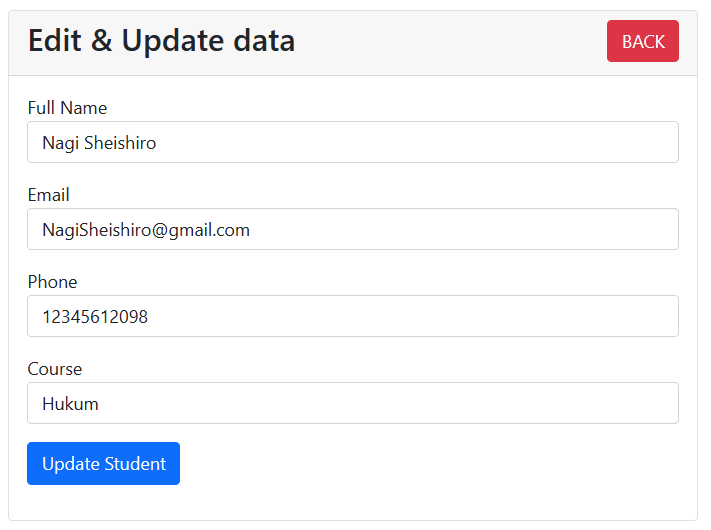 Edit & Update data
BACK
Full Name
Nagi Sheishiro
Email
NagiSheishiro@gmail.com
Phone
12345612098
Course
Hukum
Update Student